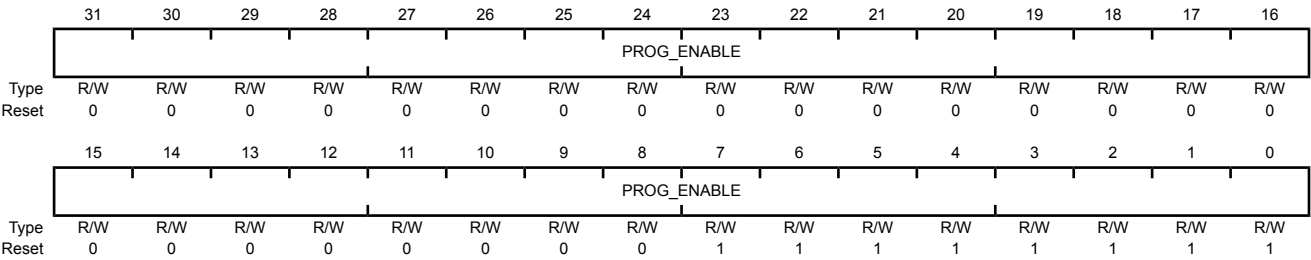 31 30 29 28 27 26 25 24 23 22 21 20 19 18 17 16
PROG_ENABLE
Type R/W R/W R/W R/W R/W R/W R/W R/W R/W R/W R/W R/W R/W R/W R/W R/W
Reset 0 0 0 0 0 0 0 0 0 0 0 0 0 0 0 0
15 14 13 12 11 10 9 8 7 6 5 4 3 2 1 0
PROG_ENABLE
Type R/W R/W R/W R/W R/W R/W R/W R/W R/W R/W R/W R/W R/W R/W R/W R/W
Reset 0 0 0 0 0 0 0 0 1 1 1 1 1 1 1 1